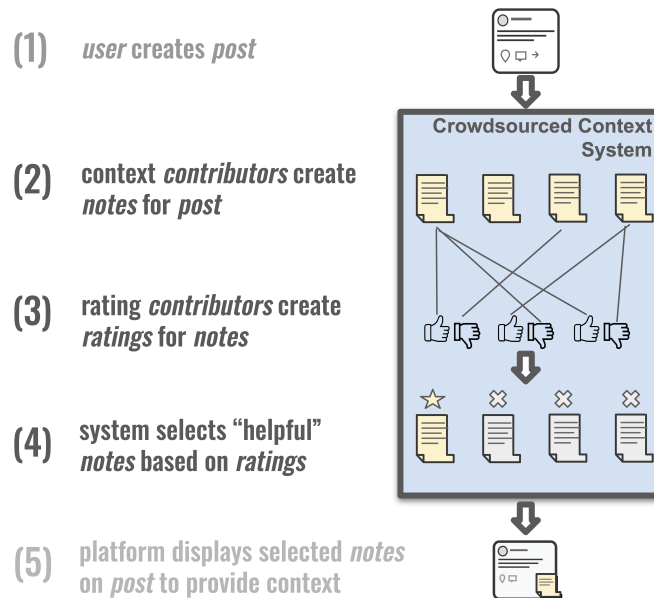 (1) user creates post
Crowdsourced Context
System
(2) context contributors create
notes for post
(3) rating contributors create
ratings for notes
(4) system selects “helpful”
notes based on ratings
(5) platform displays selected notes
on post to provide context